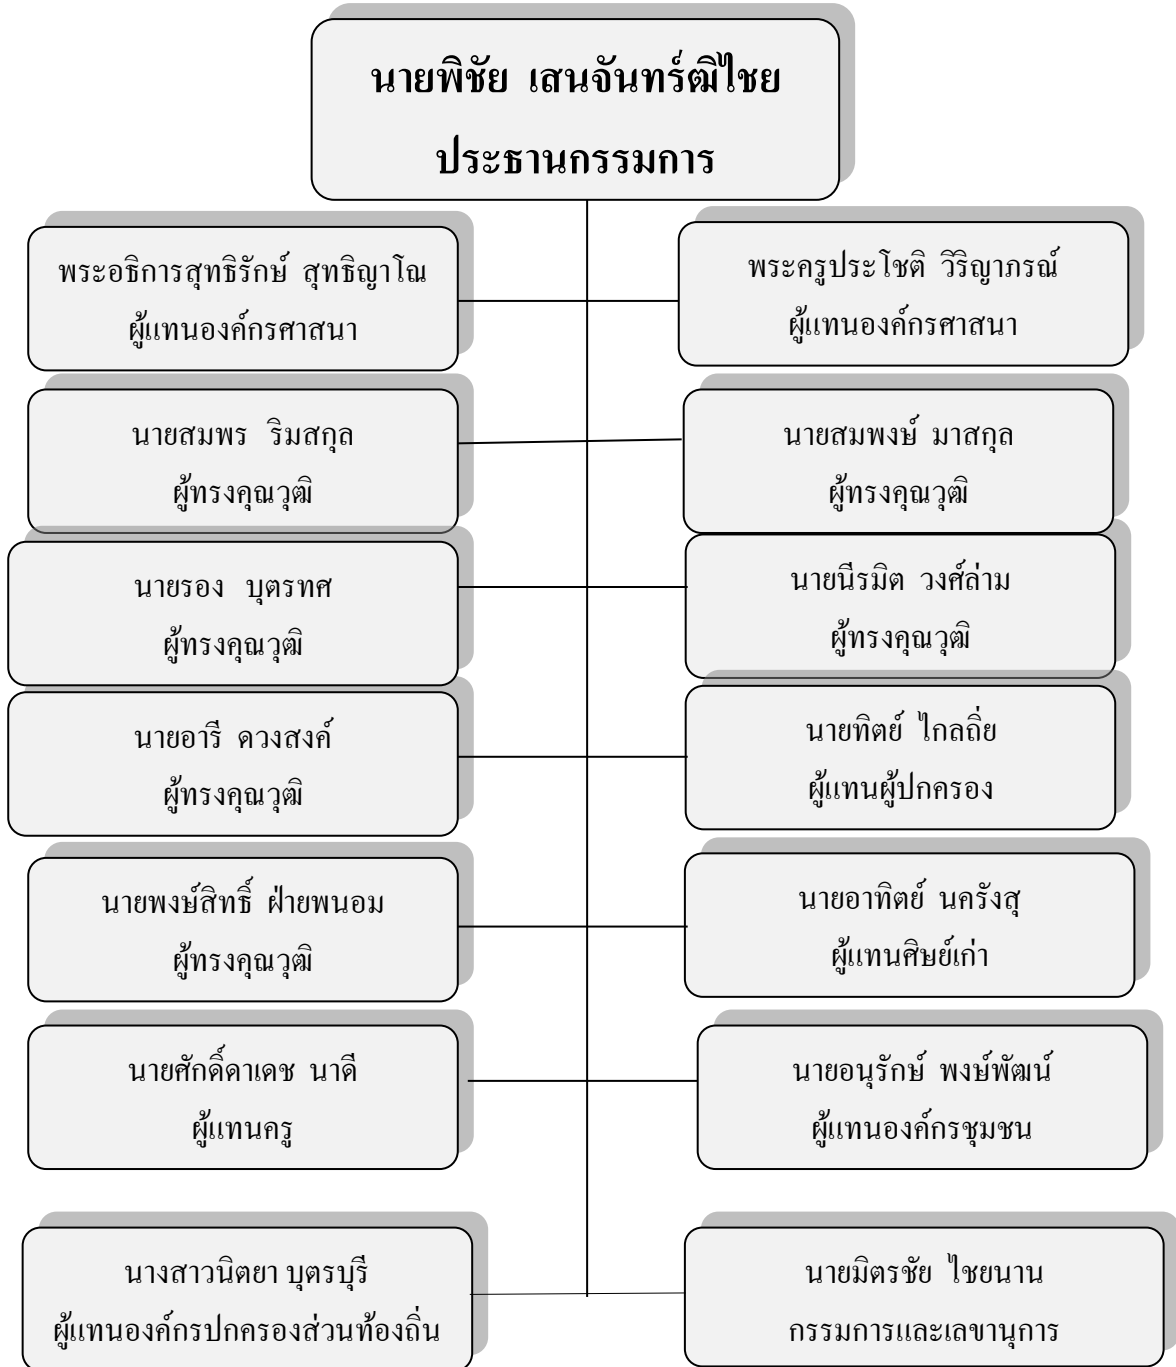 นายพิชัย เสนจันทร์ฒิไชย
ประธานกรรมการ
พระอธิการสุทธิรักษ์ สุทธิญาโณ
ผู้แทนองค์กรศาสนา
พระครูประโชติ วิริญาภรณ์
ผู้แทนองค์กรศาสนา
นายสมพร ริมสกุล
ผู้ทรงคุณวุฒิ
นายสมพงษ์ มาสกุล
ผู้ทรงคุณวุฒิ
นายรอง บุตรทศ
ผู้ทรงคุณวุฒิ
นายนีรมิต วงศ์ล่าม
ผู้ทรงคุณวุฒิ
นายอารี ดวงสงค์
ผู้ทรงคุณวุฒิ
นายทิตย์ ไกลถิ่ย
ผู้แทนผู้ปกครอง
นายพงษ์สิทธิ์ ฝ่ายพนอม
ผู้ทรงคุณวุฒิ
นายอาทิตย์ นครังสุ
ผู้แทนศิษย์เก่า
นายศักดิ์ดาเดช นาดี
ผู้แทนครู
นายอนุรักษ์ พงษ์พัฒน์
ผู้แทนองค์กรชุมชน
นางสาวนิตยา บุตรบุรี
ผู้แทนองค์กรปกครองส่วนท้องถิ่น
นายมิตรชัย ไชยนาน
กรรมการและเลขานุการ